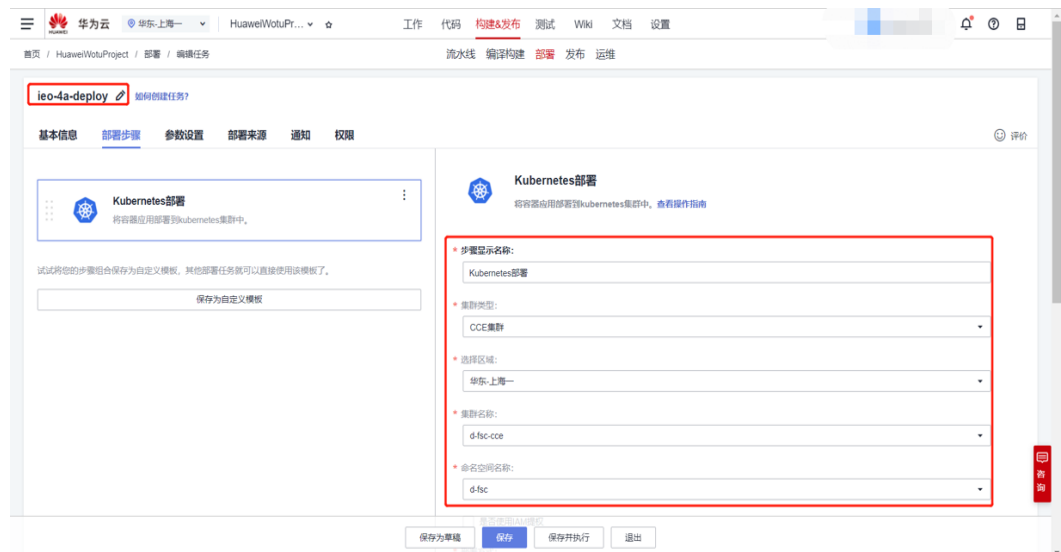 HUAWEI 华为云 华东-上海一 HuaweiWotuPr... 工作 代码 构建&发布 测试 Wiki 文档 设置
首页 / HuaweiWotuProject / 部署 / 编辑任务 流水线 编译构建 部署 发布 运维
ieo-4a-deploy 如何创建任务?
基本信息 部署步骤 参数设置 部署来源 通知 权限 评价
Kubernetes部署
将容器应用部署到kubernetes集群中。
试试将您的步骤组合保存为自定义模板，其他部署任务就可以直接使用该模板了。
保存为自定义模板
Kubernetes部署
将容器应用部署到kubernetes集群中。查看操作指南
* 步骤显示名称:
Kubernetes部署
* 集群类型:
CCE集群
* 选择区域:
华东-上海一
* 集群名称:
d-fsc-cce
* 命名空间名称:
d-fsc
咨询
是否使用IAM授权
保存为草稿 保存 保存并执行 退出